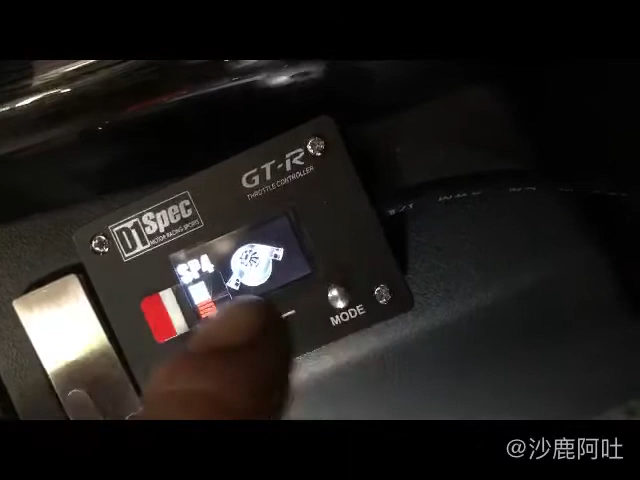 GT-R
THROTTLE CONTROLLER
D1 Spec
MOTOR RACING SPORTS
SP4
MODE
@沙鹿阿吐